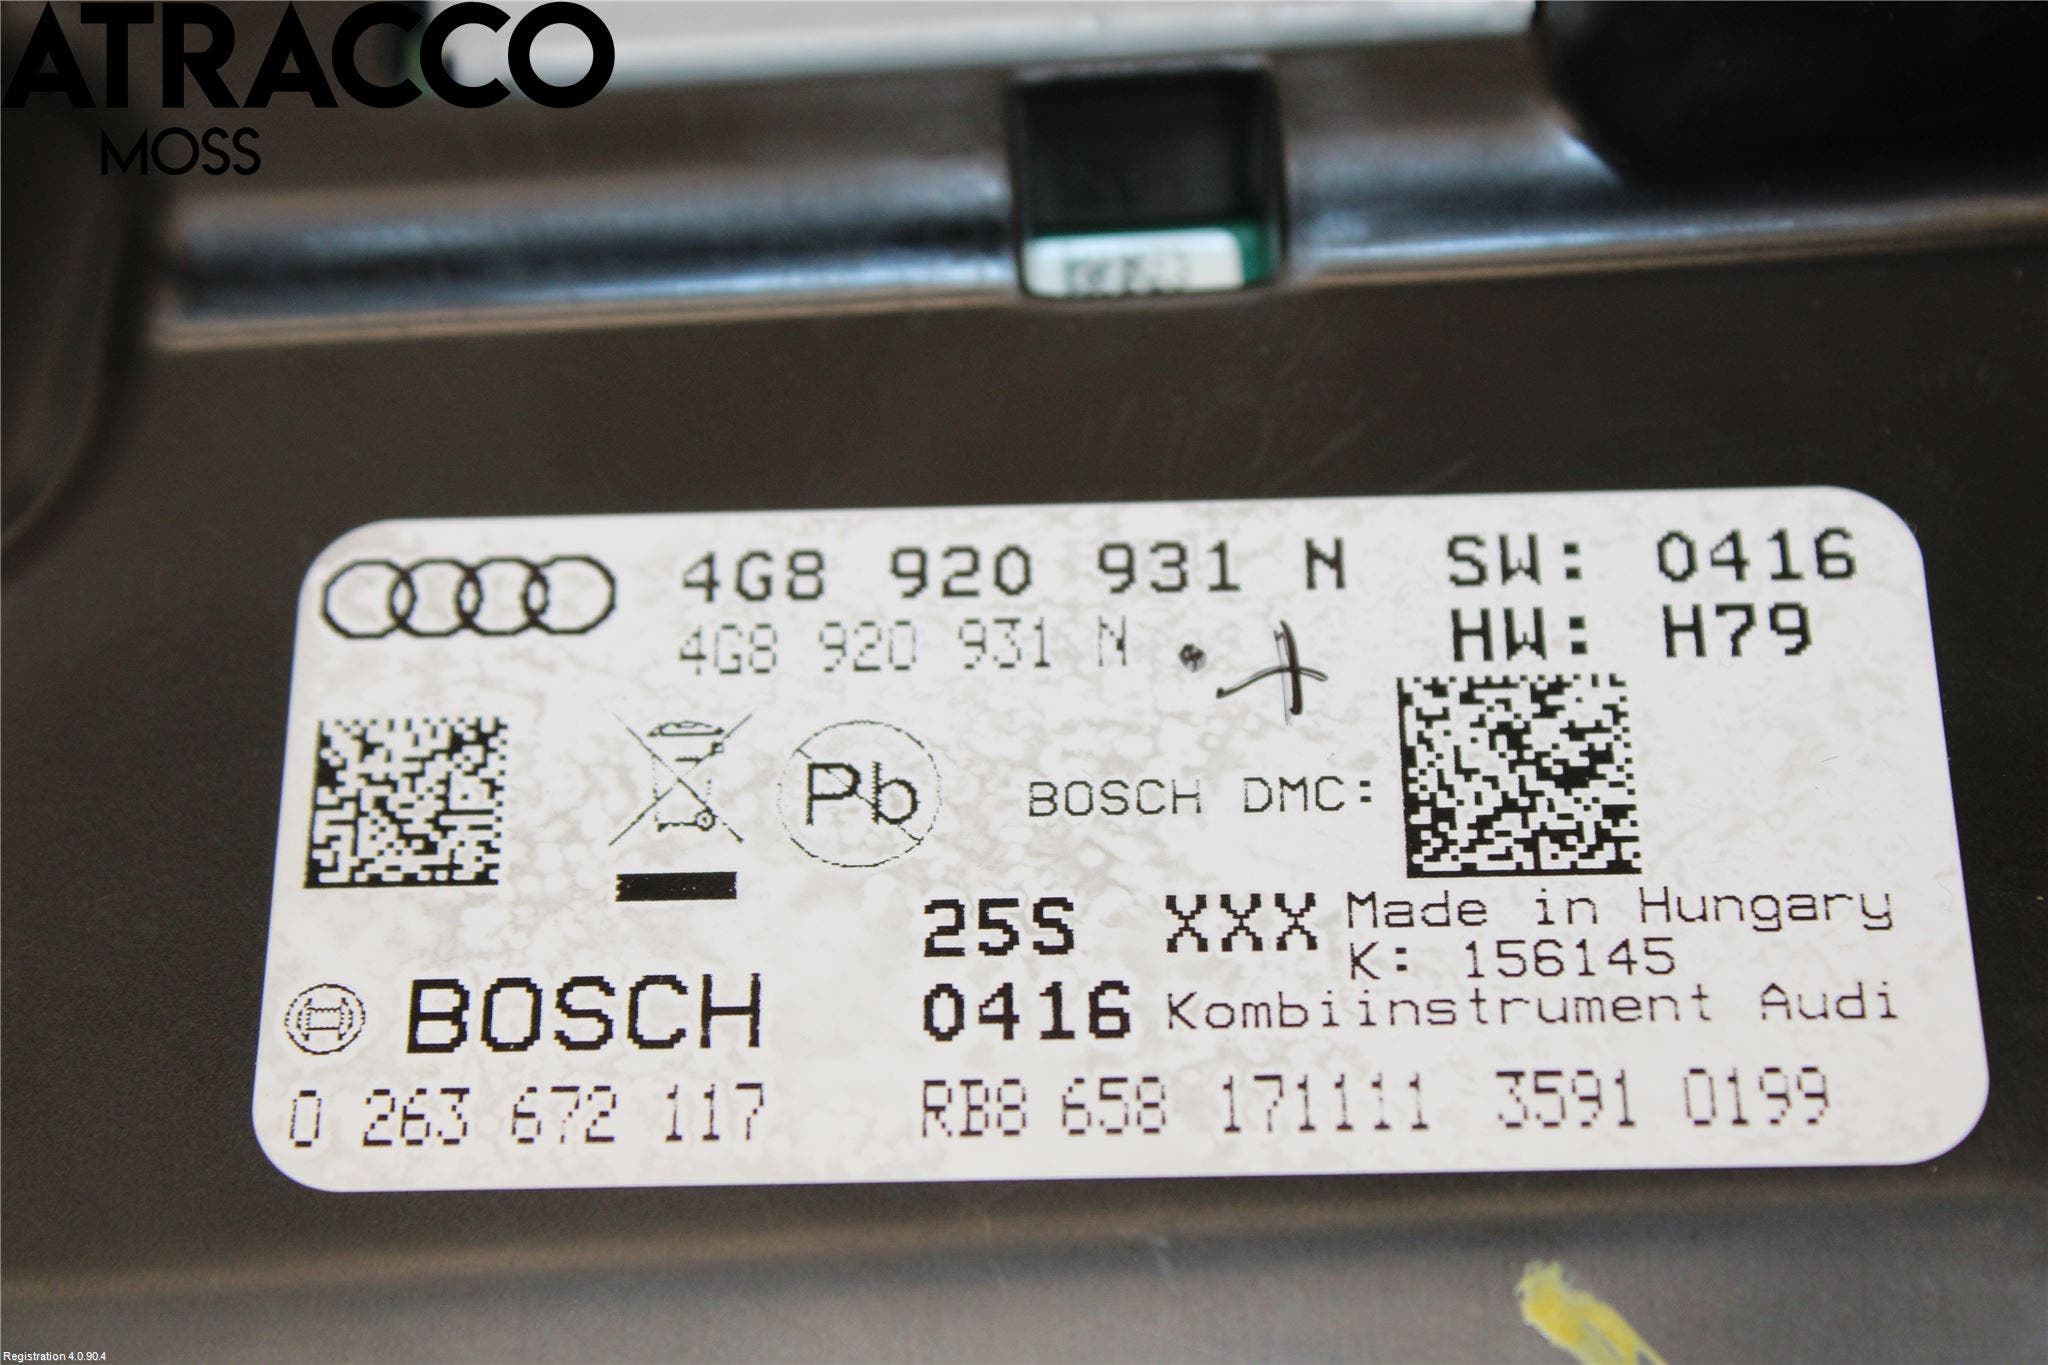 ATRACCO
MOSS
4G8 920 931 N SW: 0416
4G8 920 931 N HW: H79
Pb
BOSCH DMC:
25S XXX Made in Hungary
K: 156145
BOSCH 0416 Kombiinstrument Audi
0 263 672 117 RB8 658 171111 3591 0199
Registration 4.0.90.4